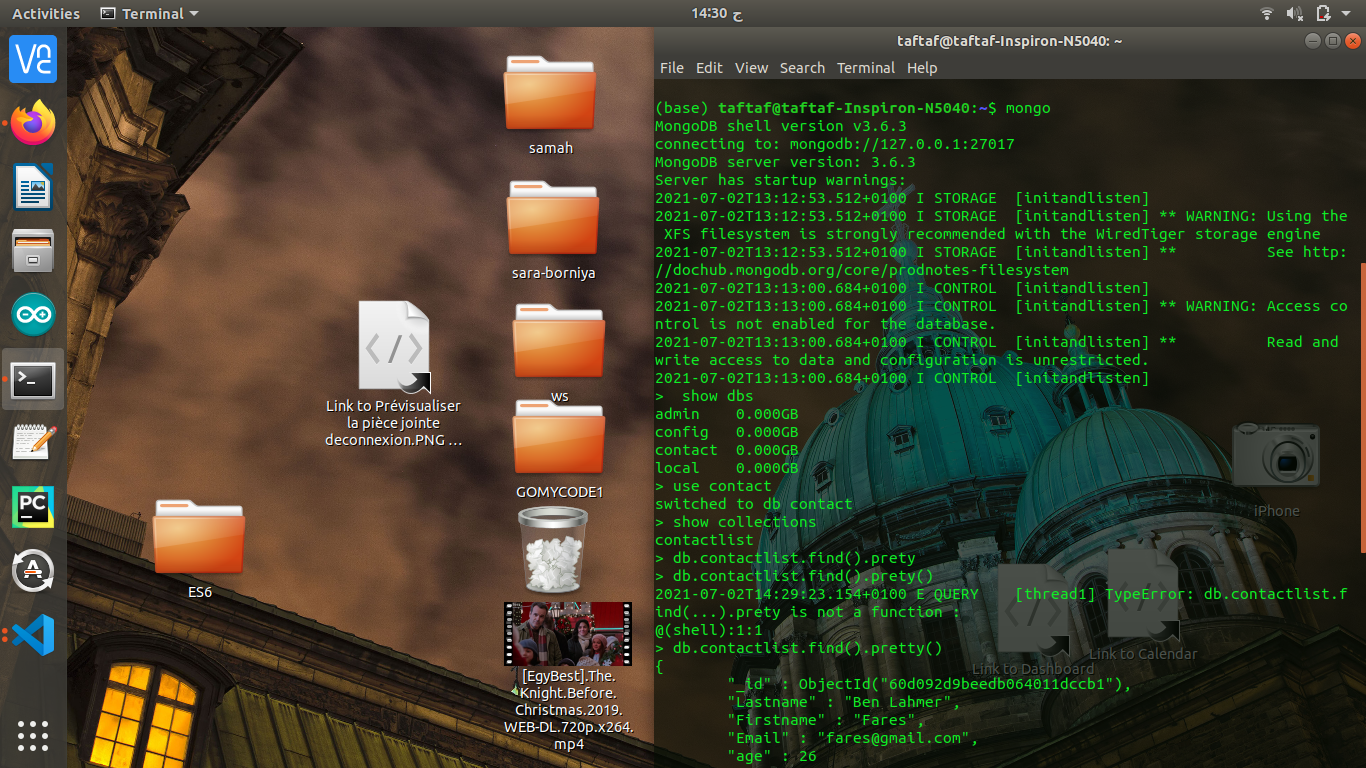 Activities
Terminal
14:30 ح
taftaf@taftaf-Inspiron-N5040: ~
File Edit View Search Terminal Help
(base) taftaf@taftaf-Inspiron-N5040:~$ mongo
MongoDB shell version v3.6.3
connecting to: mongodb://127.0.0.1:27017
MongoDB server version: 3.6.3
Server has startup warnings:
2021-07-02T13:12:53.512+0100 I STORAGE  [initandlisten]
2021-07-02T13:12:53.512+0100 I STORAGE  [initandlisten] ** WARNING: Using the
 XFS filesystem is strongly recommended with the WiredTiger storage engine
2021-07-02T13:12:53.512+0100 I STORAGE  [initandlisten] **          See http:
//dochub.mongodb.org/core/prodnotes-filesystem
2021-07-02T13:13:00.684+0100 I CONTROL  [initandlisten]
2021-07-02T13:13:00.684+0100 I CONTROL  [initandlisten] ** WARNING: Access co
ntrol is not enabled for the database.
2021-07-02T13:13:00.684+0100 I CONTROL  [initandlisten] **          Read and
write access to data and configuration is unrestricted.
2021-07-02T13:13:00.684+0100 I CONTROL  [initandlisten]
>  show dbs
admin    0.000GB
config   0.000GB
contact  0.000GB
local    0.000GB
> use contact
switched to db contact
> show collections
contactlist
> db.contactlist.find().prety
> db.contactlist.find().prety()
2021-07-02T14:29:23.154+0100 E QUERY    [thread1] TypeError: db.contactlist.f
ind(...).prety is not a function :
@(shell):1:1
> db.contactlist.find().pretty()
{
"_id" : ObjectId("60d092d9beedb064011dccb1"),
"Lastname" : "Ben Lahmer",
"Firstname" : "Fares",
"Email" : "fares@gmail.com",
"age" : 26
samah
sara-borniya
ws
GOMYCODE1
Link to Prévisualiser
la pièce jointe
deconnexion.PNG ...
ES6
[EgyBest].The.
Knight.Before.
Christmas.2019.
WEB-DL.720p.x264.
mp4
iPhone
Link to Calendar
Link to Dashboard
VNC
PC
A